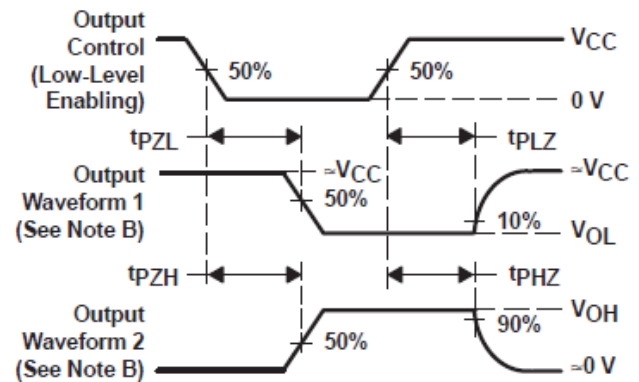 Output
Control
(Low-Level
Enabling)
50%
50%
VCC
0 V
tPZL
tPLZ
Output
Waveform 1
(See Note B)
≈VCC
50%
≈VCC
10%
VOL
tPZH
tPHZ
Output
Waveform 2
(See Note B)
50%
VOH
90%
≈0 V